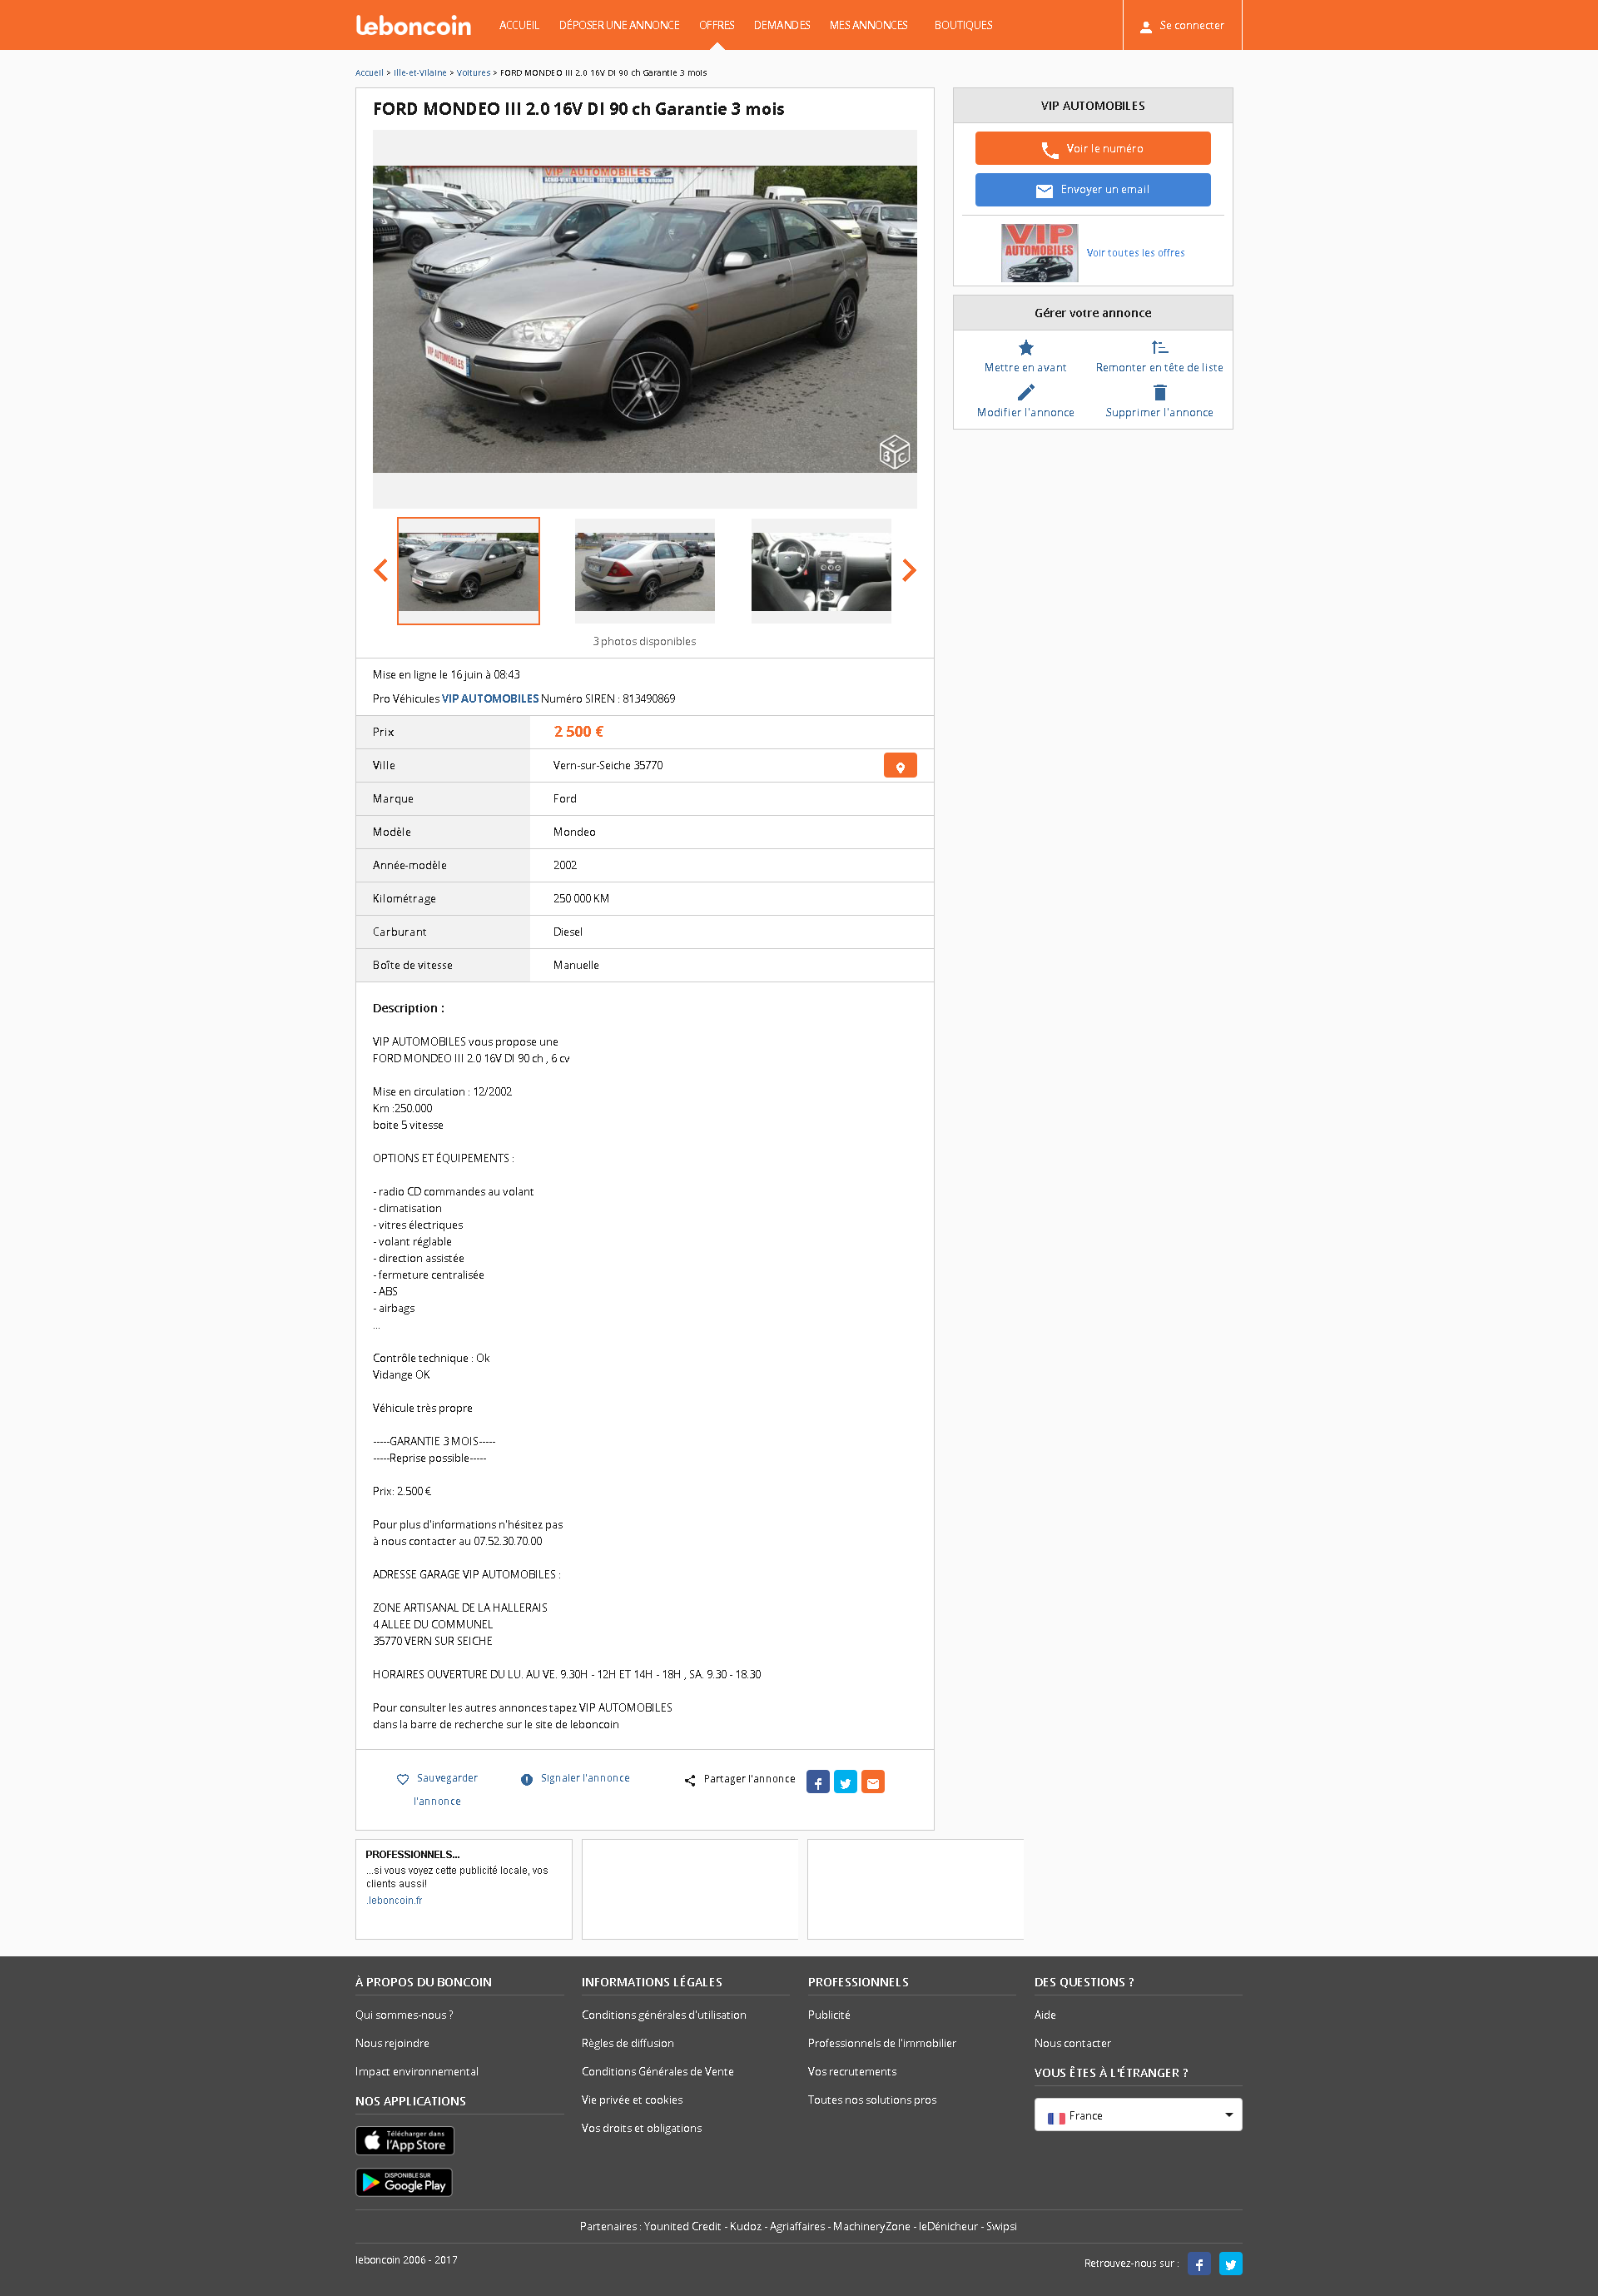 leboncoin
ACCUEIL
DÉPOSER UNE ANNONCE
OFFRES
DEMANDES
MES ANNONCES
BOUTIQUES
Se connecter
Accueil > Ille-et-Vilaine > Voitures > FORD MONDEO III 2.0 16V DI 90 ch Garantie 3 mois
FORD MONDEO III 2.0 16V DI 90 ch Garantie 3 mois
VIP AUTOMOBILES
VIP AUTOMOBILES
LBC
3 photos disponibles
Mise en ligne le 16 juin à 08:43
Pro Véhicules VIP AUTOMOBILES Numéro SIREN : 813490869
Prix 2 500 €
Ville Vern-sur-Seiche 35770
Marque Ford
Modèle Mondeo
Année-modèle 2002
Kilométrage 250 000 KM
Carburant Diesel
Boîte de vitesse Manuelle
Description :
VIP AUTOMOBILES vous propose une
FORD MONDEO III 2.0 16V DI 90 ch , 6 cv
Mise en circulation : 12/2002
Km :250.000
boite 5 vitesse
OPTIONS ET ÉQUIPEMENTS :
- radio CD commandes au volant
- climatisation
- vitres électriques
- volant réglable
- direction assistée
- fermeture centralisée
- ABS
- airbags
...
Contrôle technique : Ok
Vidange OK
Véhicule très propre
-----GARANTIE 3 MOIS-----
-----Reprise possible-----
Prix: 2.500 €
Pour plus d'informations n'hésitez pas
à nous contacter au 07.52.30.70.00
ADRESSE GARAGE VIP AUTOMOBILES :
ZONE ARTISANAL DE LA HALLERAIS
4 ALLEE DU COMMUNEL
35770 VERN SUR SEICHE
HORAIRES OUVERTURE DU LU. AU VE. 9.30H - 12H ET 14H - 18H , SA. 9.30 - 18.30
Pour consulter les autres annonces tapez VIP AUTOMOBILES
dans la barre de recherche sur le site de leboncoin
Sauvegarder
l'annonce
Signaler l'annonce
Partager l'annonce
VIP AUTOMOBILES
Voir le numéro
Envoyer un email
VIP
AUTOMOBILES
Voir toutes les offres
Gérer votre annonce
Mettre en avant
Remonter en tête de liste
Modifier l'annonce
Supprimer l'annonce
PROFESSIONNELS...
...si vous voyez cette publicité locale, vos
clients aussi!
.leboncoin.fr
À PROPOS DU BONCOIN
Qui sommes-nous ?
Nous rejoindre
Impact environnemental
NOS APPLICATIONS
Télécharger dans
l'App Store
DISPONIBLE SUR
Google Play
INFORMATIONS LÉGALES
Conditions générales d'utilisation
Règles de diffusion
Conditions Générales de Vente
Vie privée et cookies
Vos droits et obligations
PROFESSIONNELS
Publicité
Professionnels de l'immobilier
Vos recrutements
Toutes nos solutions pros
DES QUESTIONS ?
Aide
Nous contacter
VOUS ÊTES À L'ÉTRANGER ?
France
Partenaires : Younited Credit - Kudoz - Agriaffaires - MachineryZone - leDénicheur - Swipsi
leboncoin 2006 - 2017
Retrouvez-nous sur :